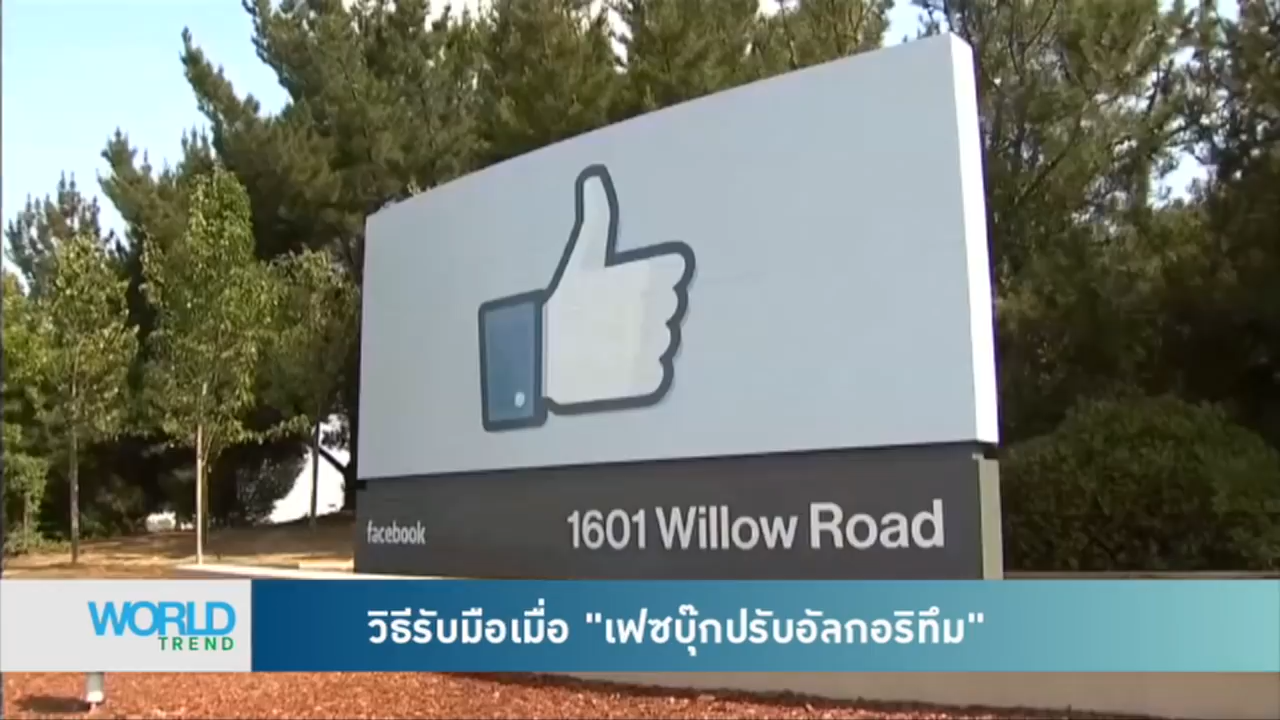 facebook
1601 Willow Road
WORLD
TREND
วิธีรับมือเมื่อ "เฟซบุ๊กปรับอัลกอริทึม"